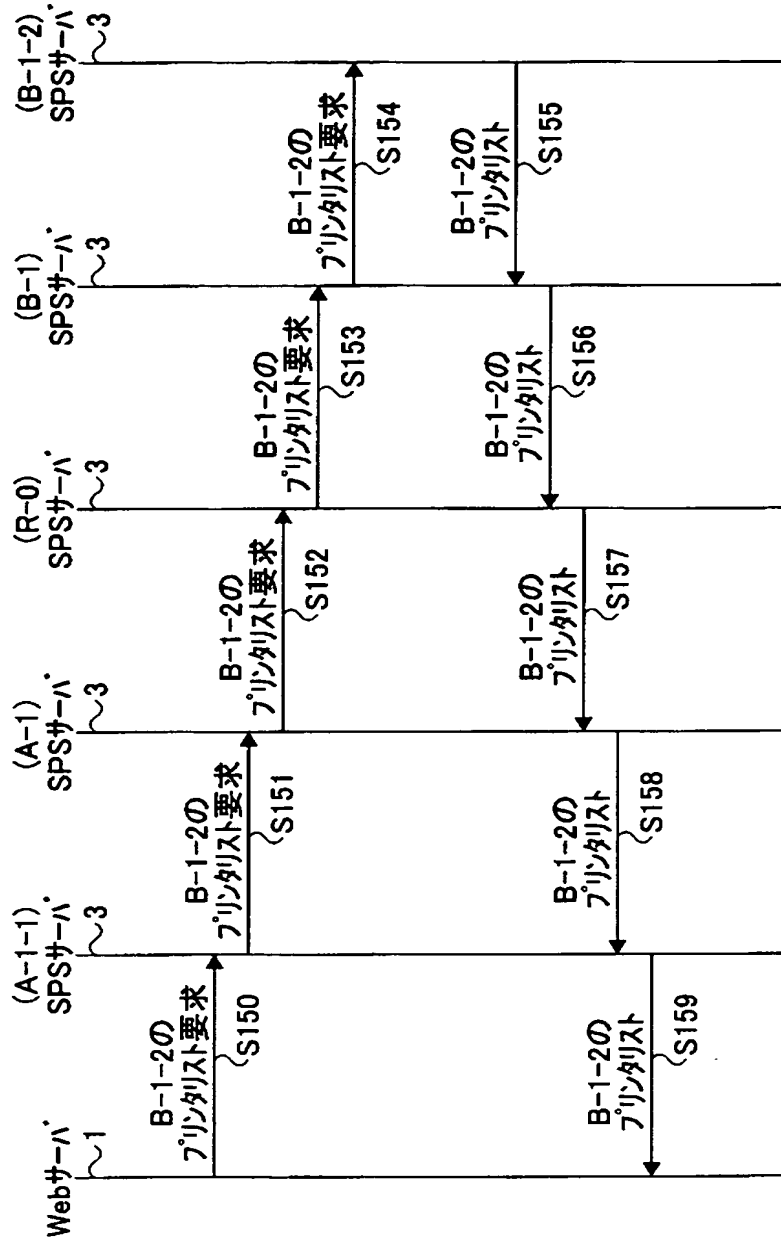 Webサーバ
1
(A-1-1)
SPSサーバ
3
(A-1)
SPSサーバ
3
(R-0)
SPSサーバ
3
(B-1)
SPSサーバ
3
(B-1-2)
SPSサーバ
3
B-1-2の
プリンタリスト要求
S150
B-1-2の
プリンタリスト要求
S151
B-1-2の
プリンタリスト要求
S152
B-1-2の
プリンタリスト要求
S153
B-1-2の
プリンタリスト要求
S154
B-1-2の
プリンタリスト
S155
B-1-2の
プリンタリスト
S156
B-1-2の
プリンタリスト
S157
B-1-2の
プリンタリスト
S158
B-1-2の
プリンタリスト
S159